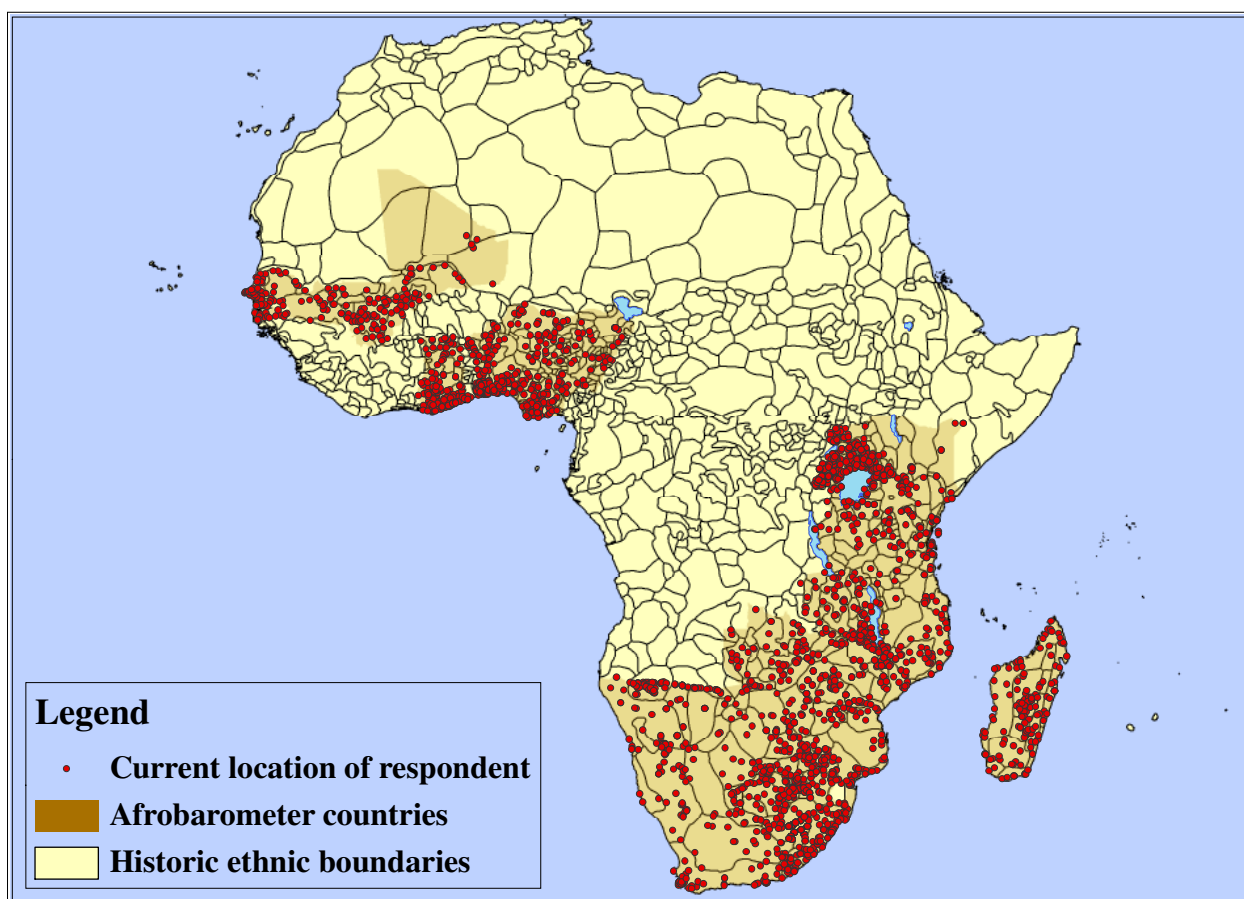 Legend
Current location of respondent
Afrobarometer countries
Historic ethnic boundaries